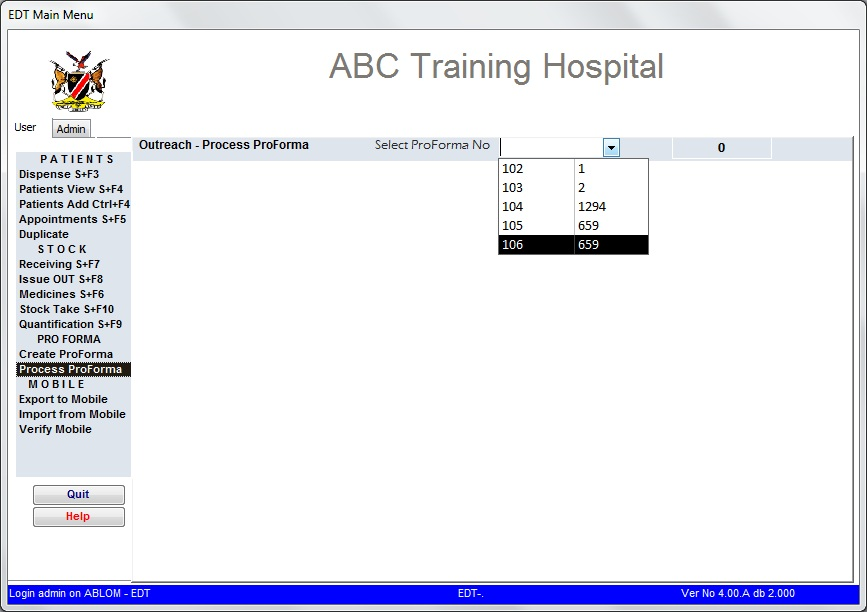 EDT Main Menu
ABC Training Hospital
User Admin
Outreach - Process ProForma Select ProForma No 0
102 1
103 2
104 1294
105 659
106 659
PATIENTS
Dispense S+F3
Patients View S+F4
Patients Add Ctrl+F4
Appointments S+F5
Duplicate
STOCK
Receiving S+F7
Issue OUT S+F8
Medicines S+F6
Stock Take S+F10
Quantification S+F9
PRO FORMA
Create ProForma
Process ProForma
MOBILE
Export to Mobile
Import from Mobile
Verify Mobile
Quit
Help
Login admin on ABLOM - EDT EDT-. Ver No 4.00.A db 2.000